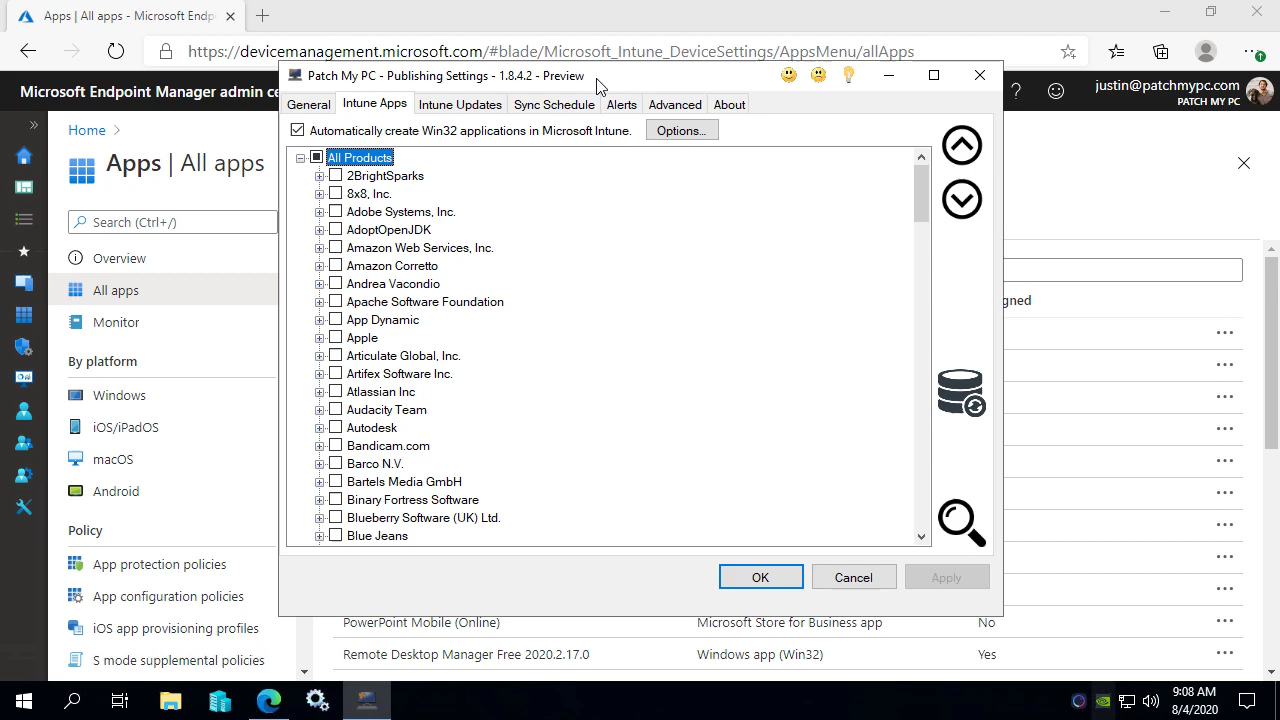 Apps | All apps - Microsoft Endp
https://devicemanagement.microsoft.com/#blade/Microsoft_Intune_DeviceSettings/AppsMenu/allApps
Microsoft Endpoint Manager admin ce
justin@patchmypc.com
PATCH MY PC
Home
Apps | All apps
Search (Ctrl+/)
Overview
All apps
Monitor
By platform
Windows
iOS/iPadOS
macOS
Android
Policy
App protection policies
App configuration policies
iOS app provisioning profiles
S mode supplemental policies
Patch My PC - Publishing Settings - 1.8.4.2 - Preview
General
Intune Apps
Intune Updates
Sync Schedule
Alerts
Advanced
About
Automatically create Win32 applications in Microsoft Intune.
Options...
All Products
2BrightSparks
8x8, Inc.
Adobe Systems, Inc.
AdoptOpenJDK
Amazon Web Services, Inc.
Amazon Corretto
Andrea Vacondio
Apache Software Foundation
App Dynamic
Apple
Articulate Global, Inc.
Artifex Software Inc.
Atlassian Inc
Audacity Team
Autodesk
Bandicam.com
Barco N.V.
Bartels Media GmbH
Binary Fortress Software
Blueberry Software (UK) Ltd.
Blue Jeans
OK
Cancel
Apply
gned
PowerPoint Mobile (Online) Microsoft Store for Business app No
Remote Desktop Manager Free 2020.2.17.0 Windows app (Win32) Yes
9:08 AM
8/4/2020